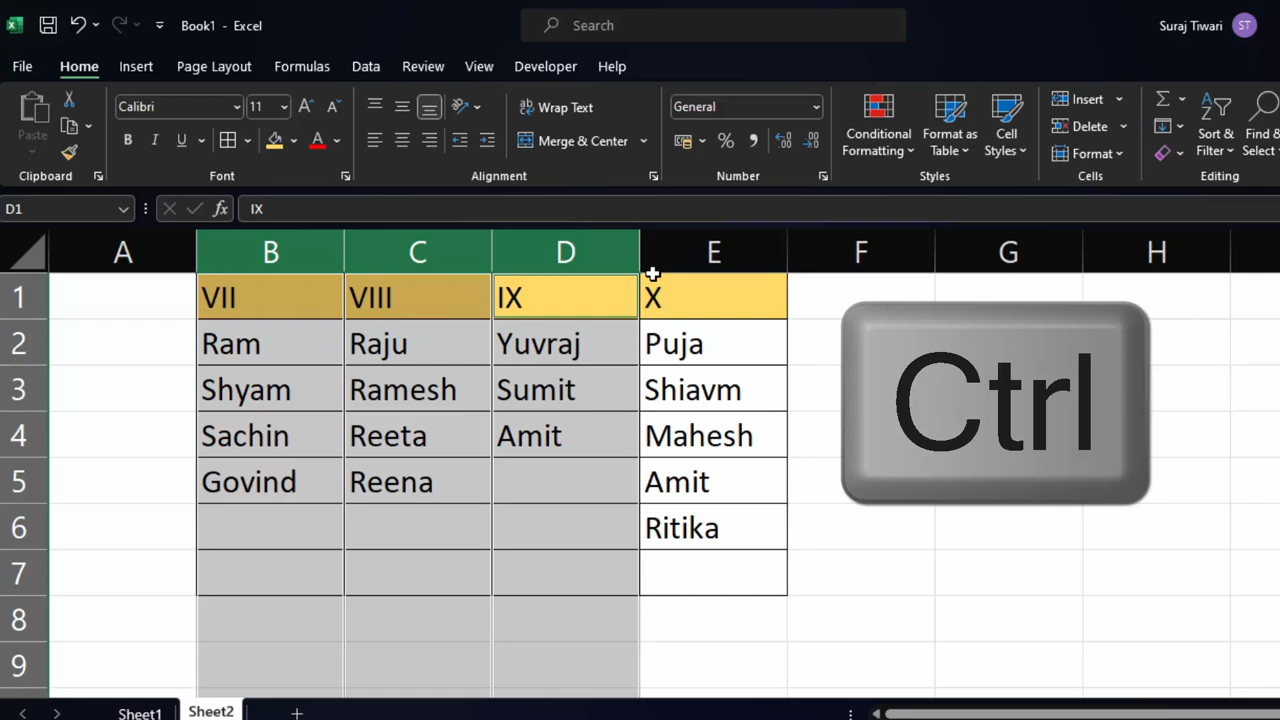 Book1 - Excel
Search
Suraj Tiwari ST
File Home Insert Page Layout Formulas Data Review View Developer Help
Paste
Calibri 11
Wrap Text
Merge & Center
General
Conditional Formatting
Format as Table
Cell Styles
Insert
Delete
Format
Sort & Filter
Find & Select
Clipboard Font Alignment Number Styles Cells Editing
D1 fx IX
A B C D E F G H
1 VII VIII IX X
2 Ram Raju Yuvraj Puja
3 Shyam Ramesh Sumit Shiavm
4 Sachin Reeta Amit Mahesh
5 Govind Reena Amit
6 Ritika
7
8
9
Ctrl
Sheet1 Sheet2